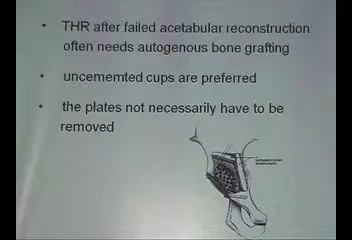 • THR after failed acetabular reconstruction
often needs autogenous bone grafting
• uncememted cups are preferred
• the plates not necessarily have to be
removed